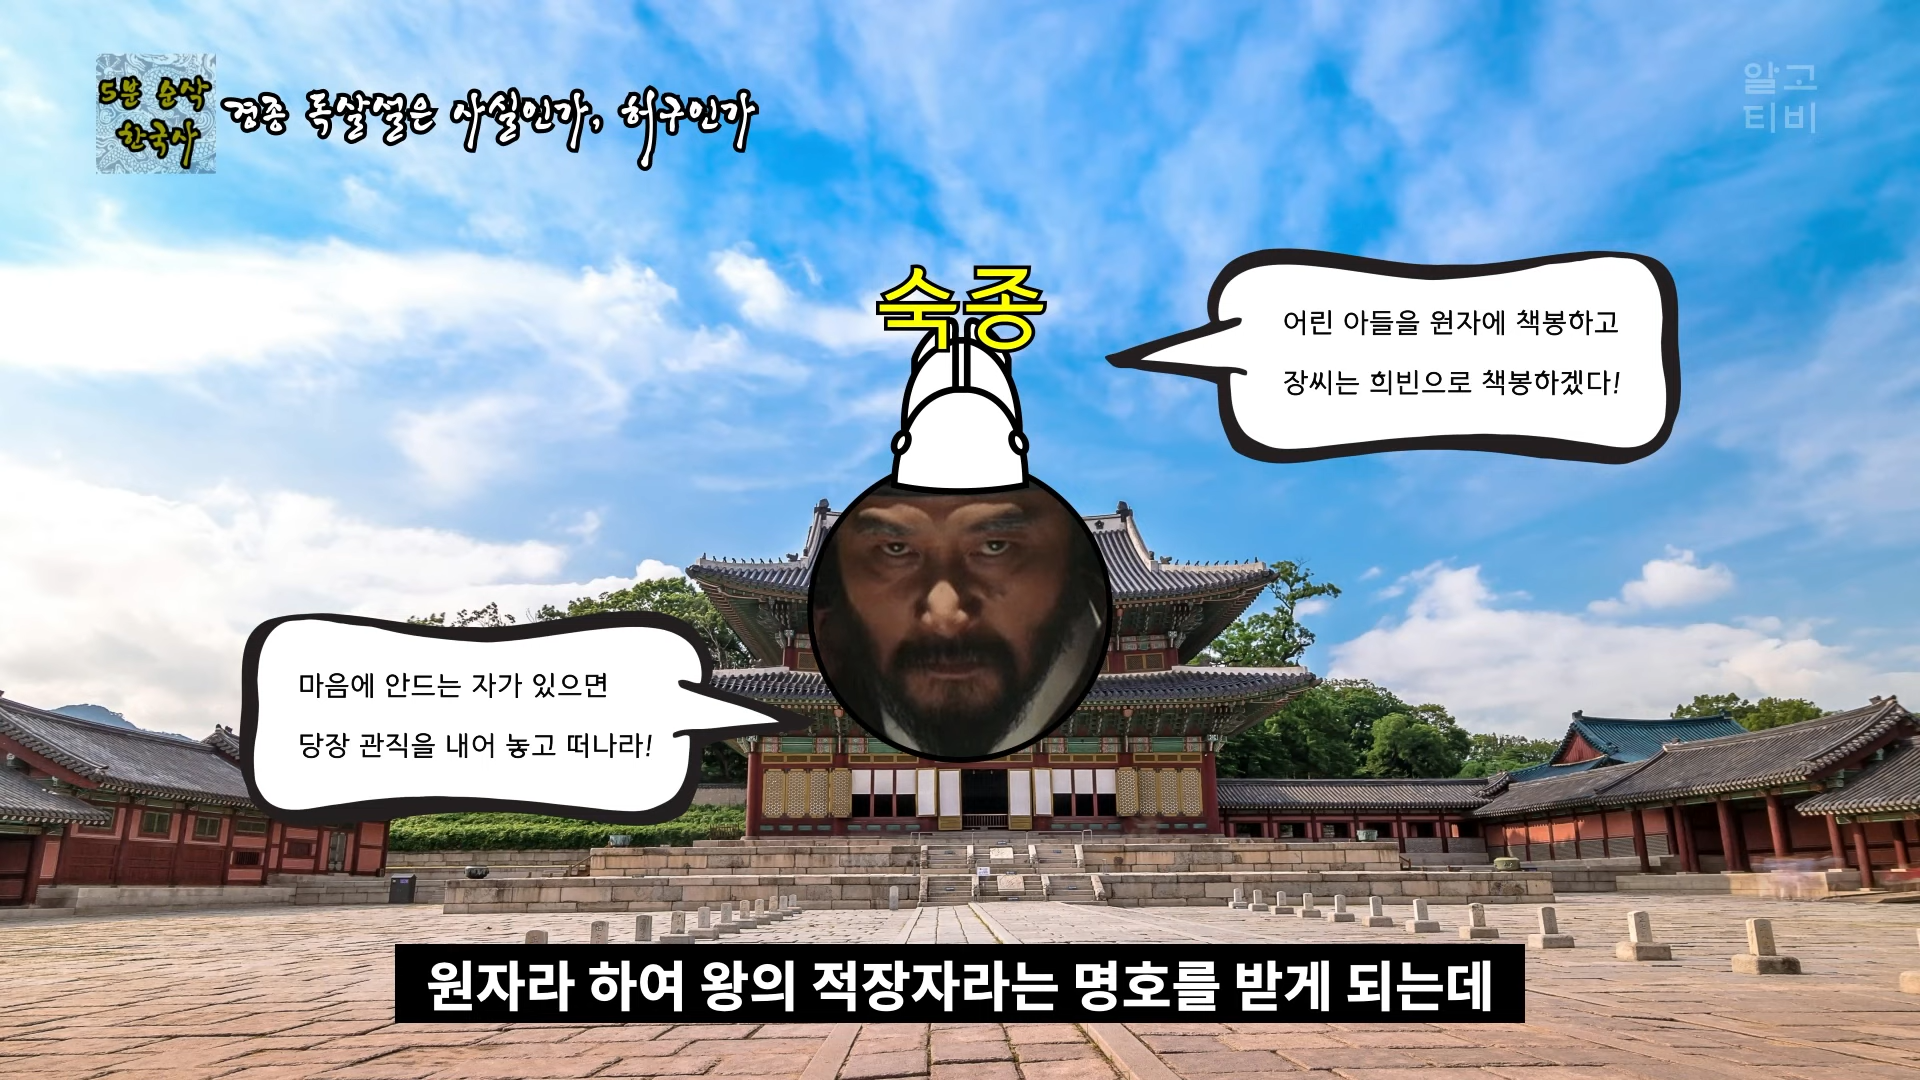 5분 순삭
한국사
경종 독살설은 사실인가, 허구인가
알고
티비
숙종
어린 아들을 원자에 책봉하고
장씨는 희빈으로 책봉하겠다!
마음에 안드는 자가 있으면
당장 관직을 내어 놓고 떠나라!
원자라 하여 왕의 적장자라는 명호를 받게 되는데